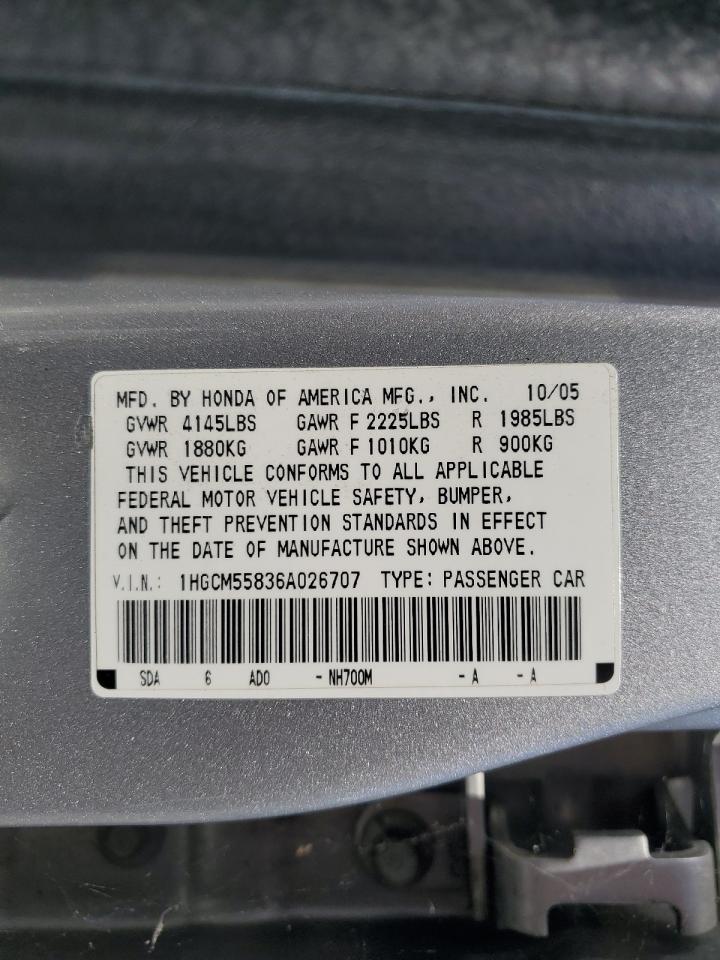 MFD. BY HONDA OF AMERICA MFG., INC. 10/05
GVWR 4145LBS GAWR F 2225LBS R 1985LBS
GVWR 1880KG GAWR F 1010KG R 900KG
THIS VEHICLE CONFORMS TO ALL APPLICABLE
FEDERAL MOTOR VEHICLE SAFETY, BUMPER,
AND THEFT PREVENTION STANDARDS IN EFFECT
ON THE DATE OF MANUFACTURE SHOWN ABOVE.
V.I.N.: 1HGCM55836A026707 TYPE: PASSENGER CAR
SDA 6 AD0 - NH700M - A - A